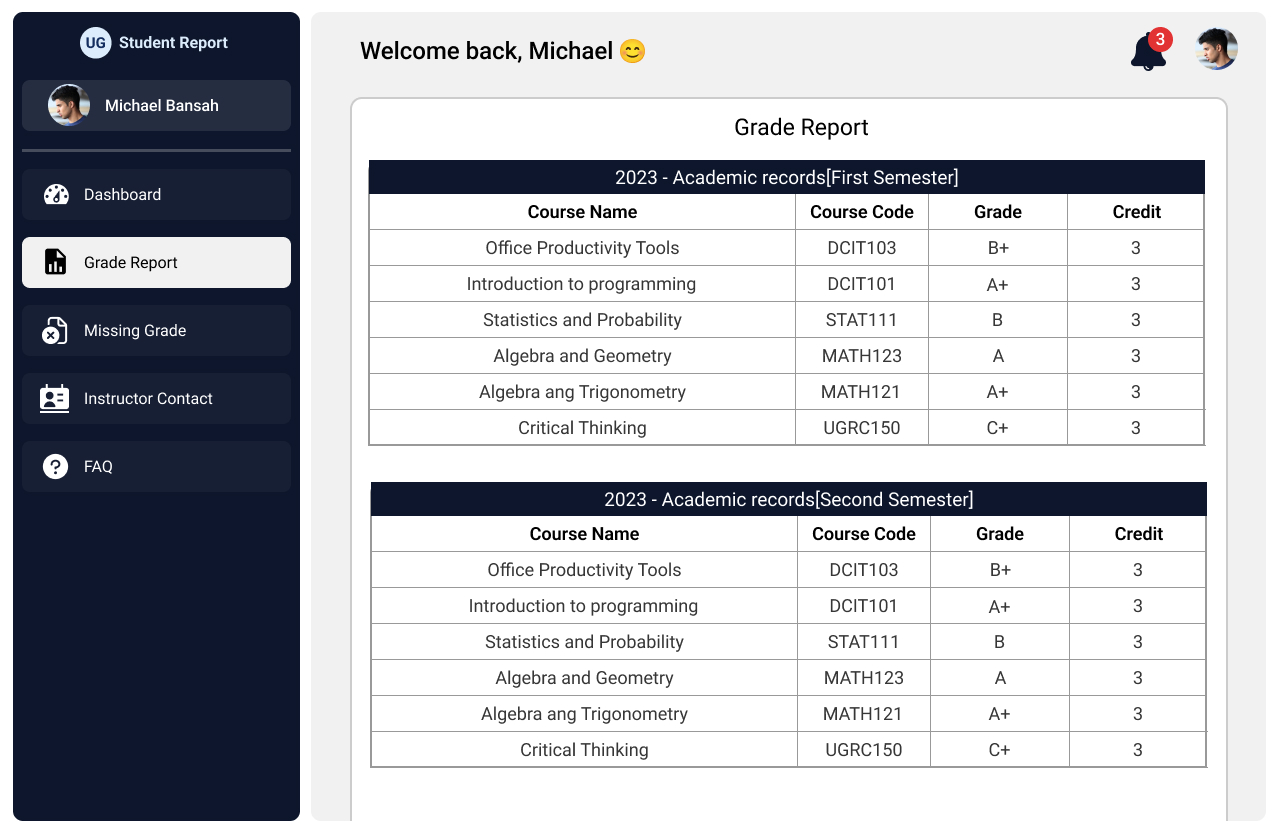 UG Student Report
Michael Bansah
Dashboard
Grade Report
Missing Grade
Instructor Contact
FAQ
Welcome back, Michael 😊
3
Grade Report
2023 - Academic records[First Semester]
Course Name Course Code Grade Credit
Office Productivity Tools DCIT103 B+ 3
Introduction to programming DCIT101 A+ 3
Statistics and Probability STAT111 B 3
Algebra and Geometry MATH123 A 3
Algebra ang Trigonometry MATH121 A+ 3
Critical Thinking UGRC150 C+ 3
2023 - Academic records[Second Semester]
Course Name Course Code Grade Credit
Office Productivity Tools DCIT103 B+ 3
Introduction to programming DCIT101 A+ 3
Statistics and Probability STAT111 B 3
Algebra and Geometry MATH123 A 3
Algebra ang Trigonometry MATH121 A+ 3
Critical Thinking UGRC150 C+ 3